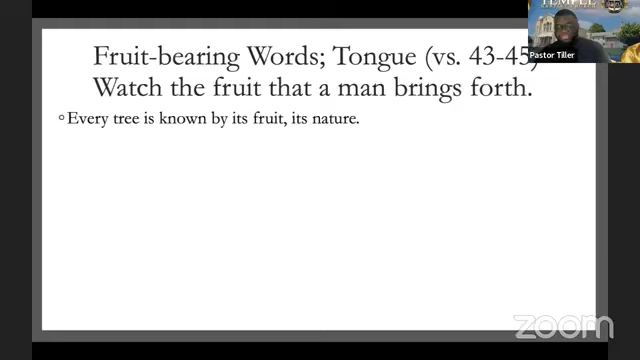 Fruit-bearing Words; Tongue (vs. 43-45)
Watch the fruit that a man brings forth.
Every tree is known by its fruit, its nature.
TEMPLE
Pastor Tiller
zoom